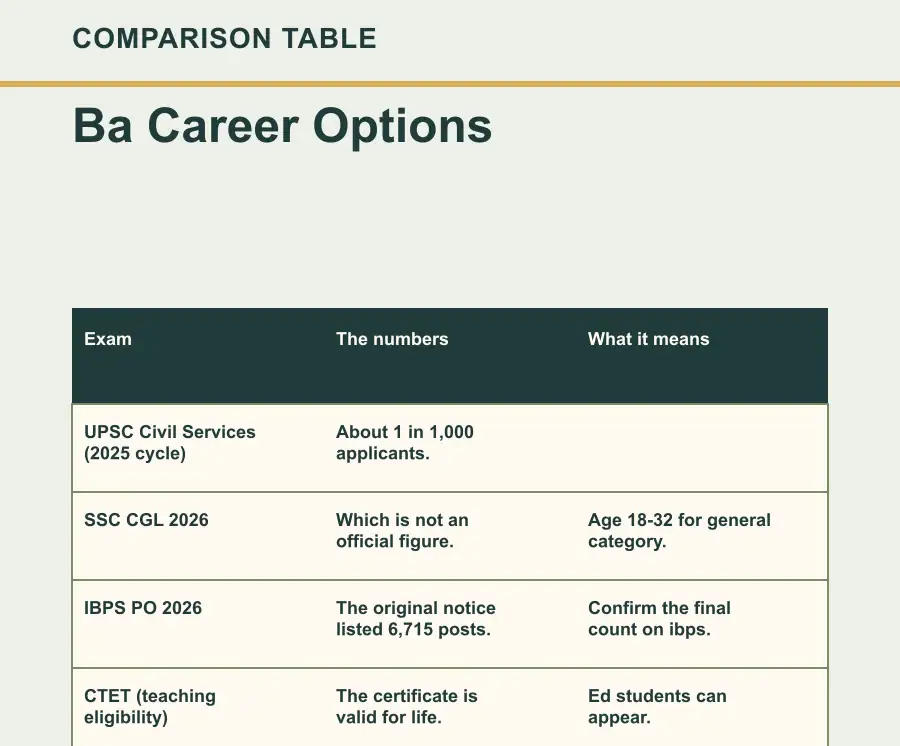 COMPARISON TABLE
Ba Career Options
Exam
The numbers
What it means
UPSC Civil Services
(2025 cycle)
About 1 in 1,000
applicants.
SSC CGL 2026
Which is not an
official figure.
Age 18-32 for general
category.
IBPS PO 2026
The original notice
listed 6,715 posts.
Confirm the final
count on ibps.
CTET (teaching
eligibility)
The certificate is
valid for life.
Ed students can
appear.